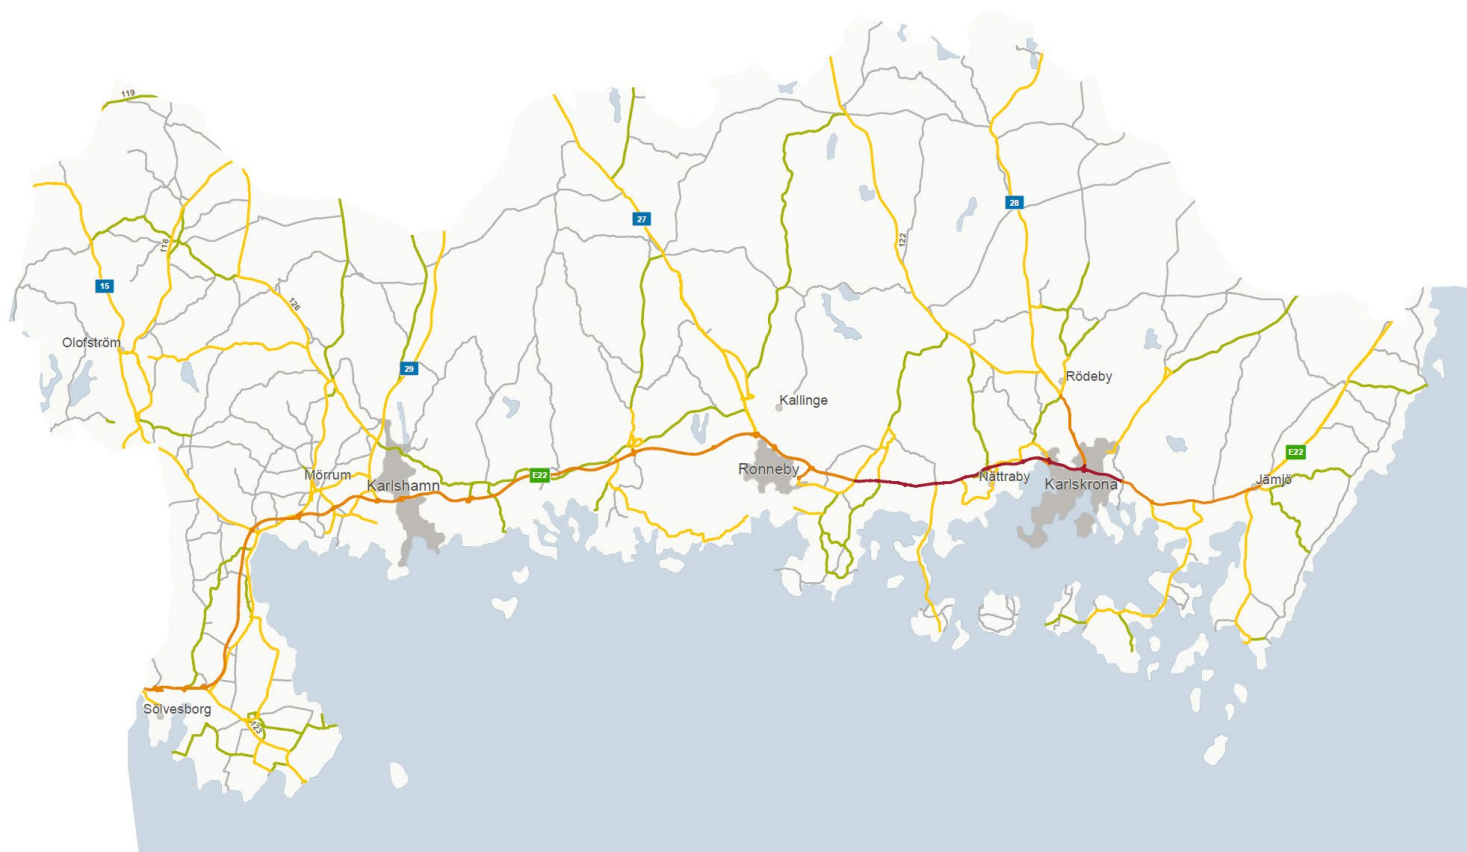 119
116
27
28
122
15
126
Olofström
29
Rödeby
Kallinge
E22
Mörrum
Karlshamn
E22
Ronneby
Nättraby
Karlskrona
Jämjö
Sölvesborg
123